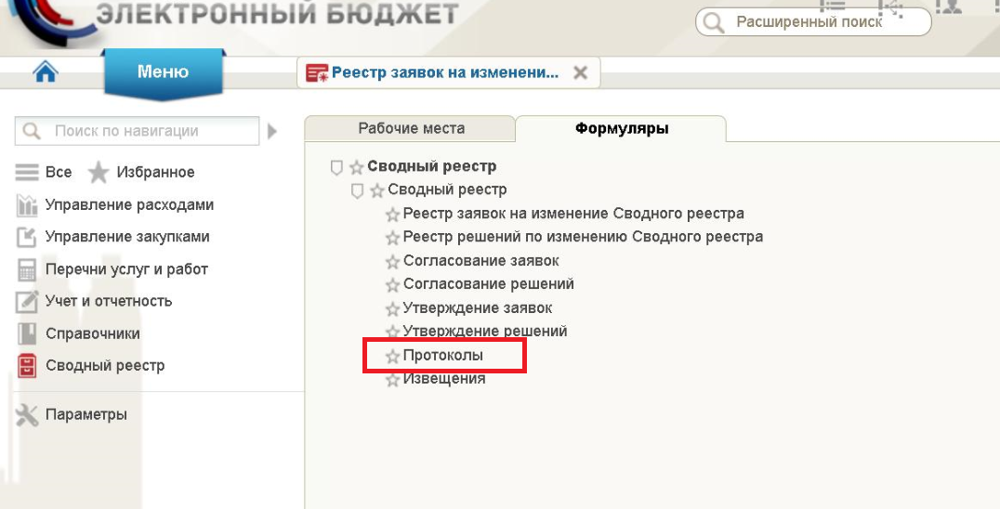 ЭЛЕКТРОННЫЙ БЮДЖЕТ
Расширенный поиск
Меню
Реестр заявок на изменени...
Поиск по навигации
Все
Избранное
Управление расходами
Управление закупками
Перечни услуг и работ
Учет и отчетность
Справочники
Сводный реестр
Параметры
Рабочие места
Формуляры
Сводный реестр
Сводный реестр
Реестр заявок на изменение Сводного реестра
Реестр решений по изменению Сводного реестра
Согласование заявок
Согласование решений
Утверждение заявок
Утверждение решений
Протоколы
Извещения